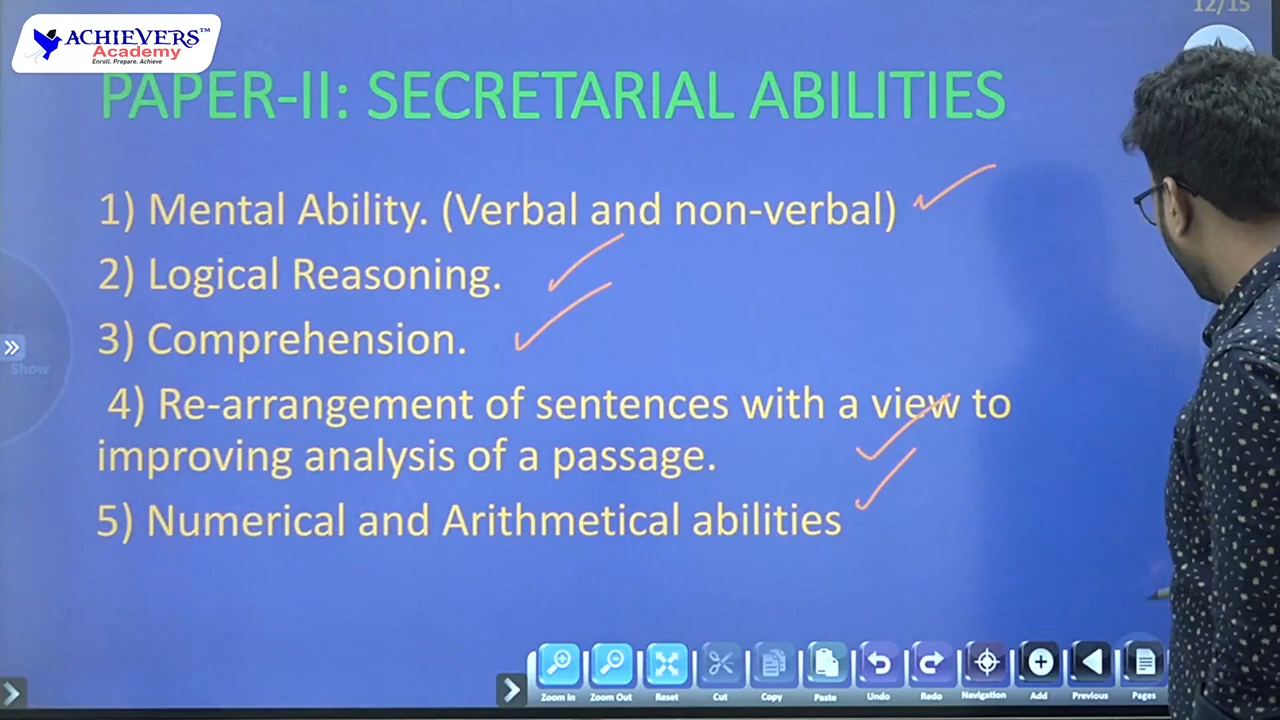 12/15
ACHIEVERS™
Academy
Enroll. Prepare. Achieve
PAPER-II: SECRETARIAL ABILITIES
1) Mental Ability. (Verbal and non-verbal)
2) Logical Reasoning.
3) Comprehension.
4) Re-arrangement of sentences with a view to
improving analysis of a passage.
5) Numerical and Arithmetical abilities
Show
Zoom In Zoom Out Reset Cut Copy Paste Undo Redo Navigation Add Previous Pages